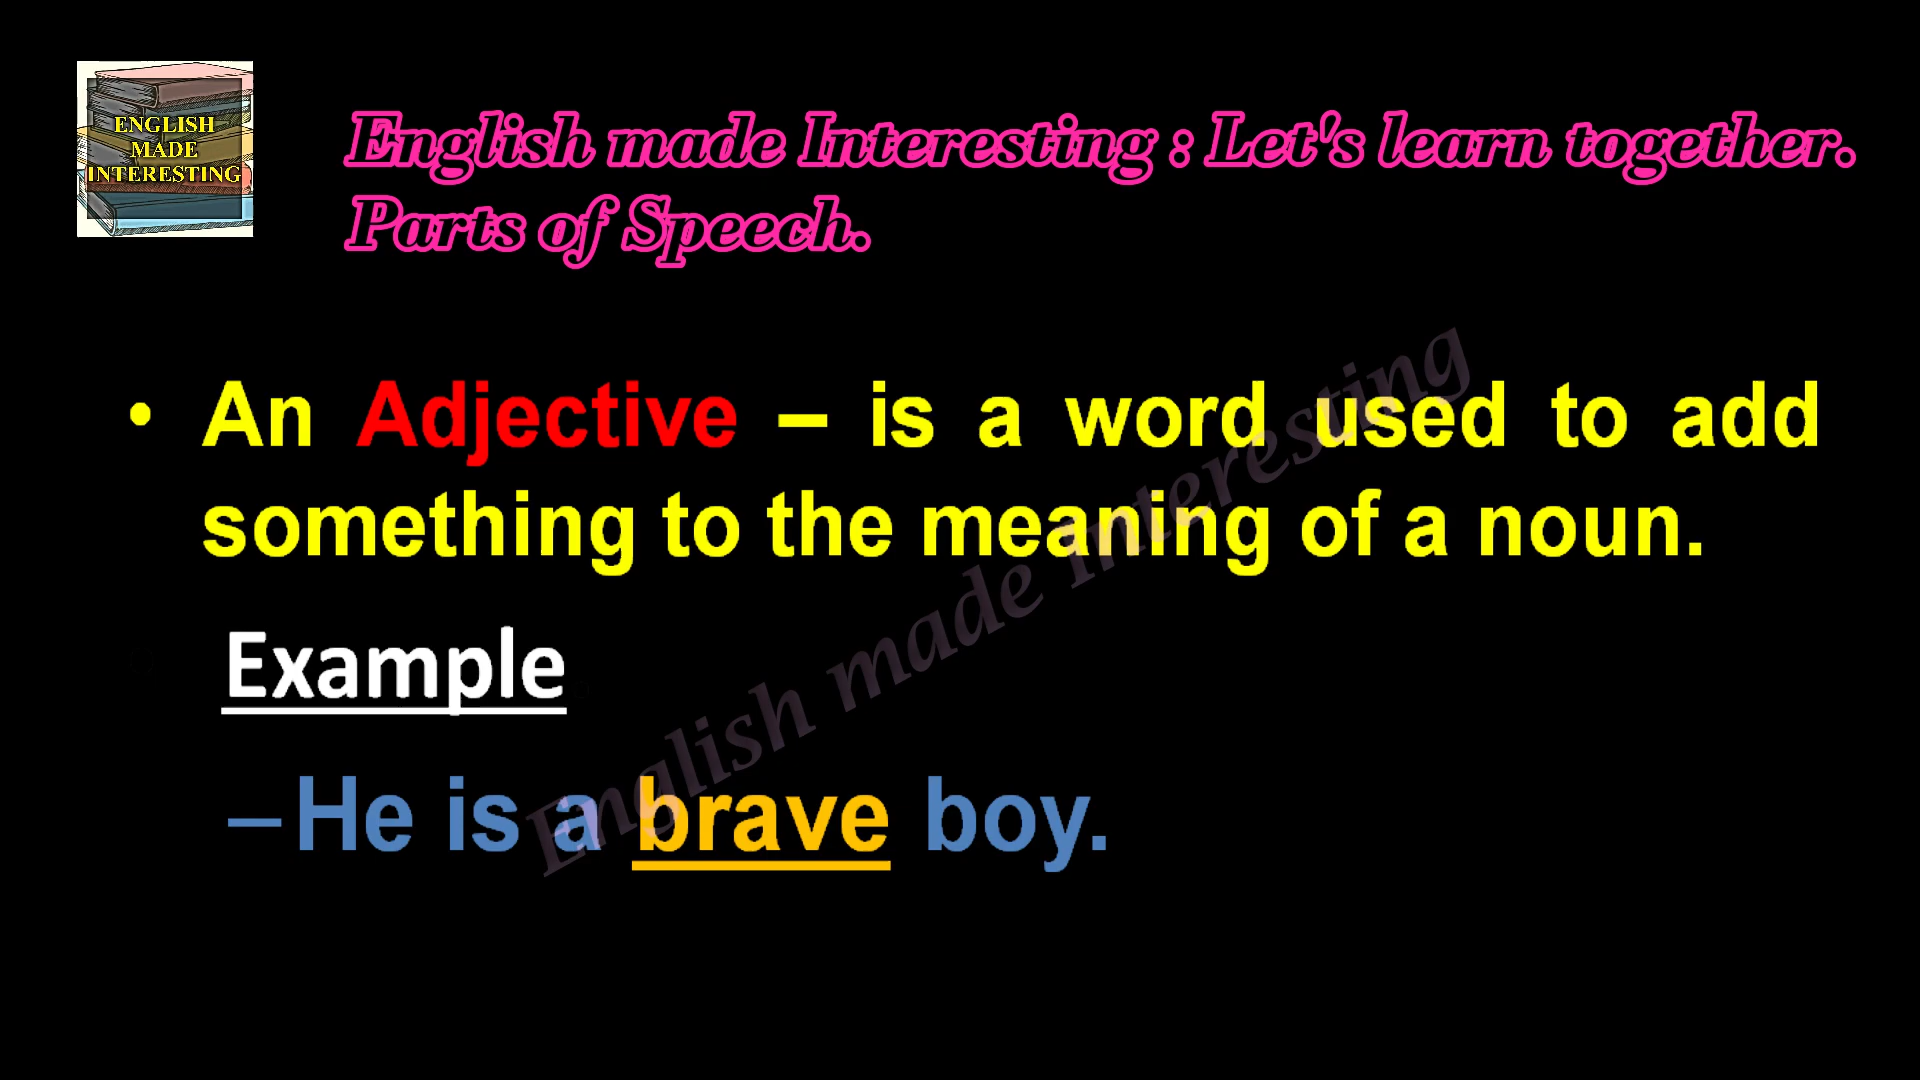 ENGLISH
MADE
INTERESTING
English made Interesting : Let's learn together.
Parts of Speech.
• An Adjective – is a word used to add
something to the meaning of a noun.
Example
– He is a brave boy.
English made Interesting